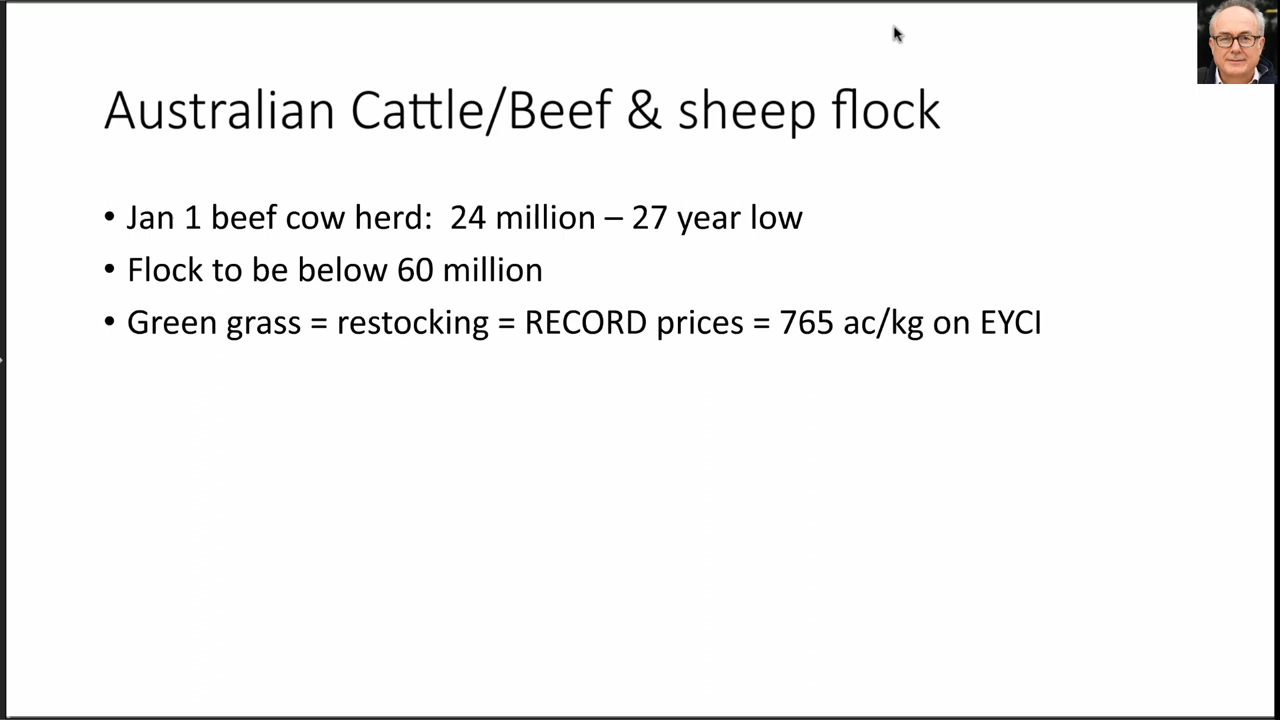 Australian Cattle/Beef & sheep flock
• Jan 1 beef cow herd:  24 million – 27 year low
• Flock to be below 60 million
• Green grass = restocking = RECORD prices = 765 ac/kg on EYCI